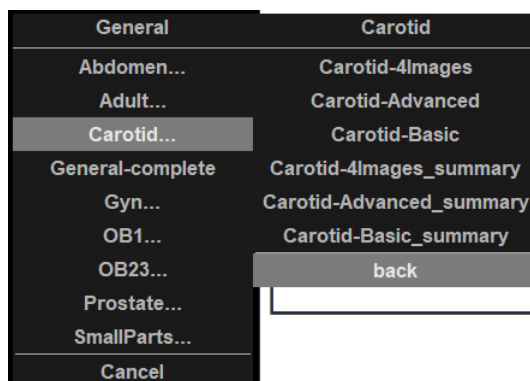 General
Abdomen...
Adult...
Carotid...
General-complete
Gyn...
OB1...
OB23...
Prostate...
SmallParts...
Cancel
Carotid
Carotid-4Images
Carotid-Advanced
Carotid-Basic
Carotid-4Images_summary
Carotid-Advanced_summary
Carotid-Basic_summary
back